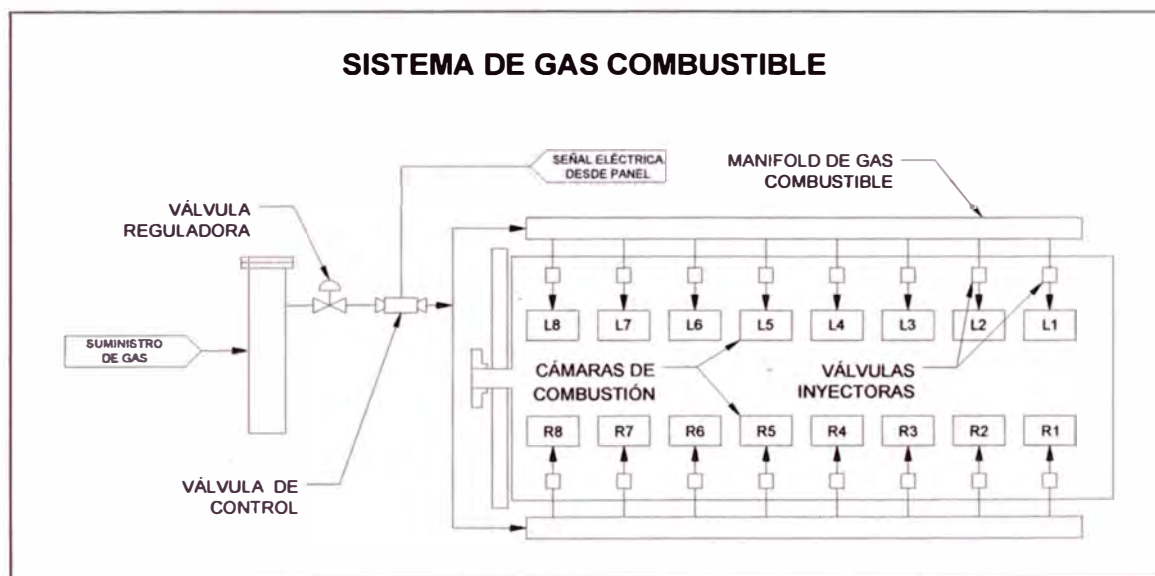 SISTEMA DE GAS COMBUSTIBLE
SEÑAL ELÉCTRICA
DESDE PANEL
MANIFOLD DE GAS
COMBUSTIBLE
VÁLVULA
REGULADORA
SUMINISTRO
DE GAS
L8 L7 L6 L5 L4 L3 L2 L1
CÁMARAS DE
COMBUSTIÓN
VÁLVULAS
INYECTORAS
R8 R7 R6 R5 R4 R3 R2 R1
VÁLVULA DE
CONTROL